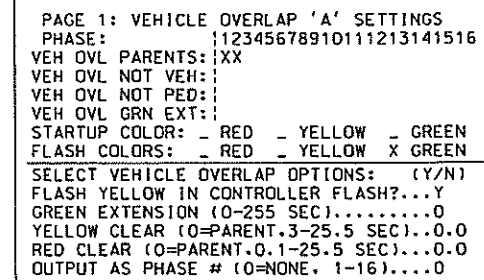 PAGE 1: VEHICLE OVERLAP 'A' SETTINGS
PHASE: 12345678910111213141516
VEH OVL PARENTS: XX
VEH OVL NOT VEH:
VEH OVL NOT PED:
VEH OVL GRN EXT:
STARTUP COLOR: _ RED _ YELLOW _ GREEN
FLASH COLORS: _ RED _ YELLOW X GREEN
SELECT VEHICLE OVERLAP OPTIONS: (Y/N)
FLASH YELLOW IN CONTROLLER FLASH?...Y
GREEN EXTENSION (0-255 SEC).........0
YELLOW CLEAR (0=PARENT.3-25.5 SEC)..0.0
RED CLEAR (0=PARENT.0.1-25.5 SEC)...0.0
OUTPUT AS PHASE # (0=NONE. 1-16)....0